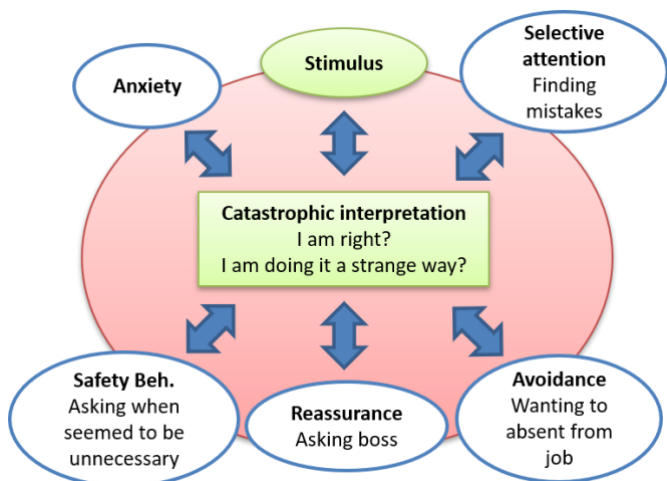 Anxiety
Stimulus
Selective
attention
Finding
mistakes
Catastrophic interpretation
I am right?
I am doing it a strange way?
Safety Beh.
Asking when
seemed to be
unnecessary
Reassurance
Asking boss
Avoidance
Wanting to
absent from
job